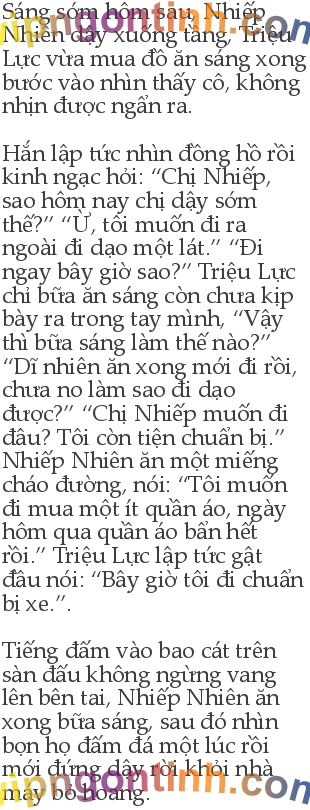 Sáng sớm hôm sau, Nhiếp
Nhiên dậy xuống tầng, Triệu
Lực vừa mua đồ ăn sáng xong
bước vào nhìn thấy cô, không
nhịn được ngẩn ra.
Hắn lập tức nhìn đồng hồ rồi
kinh ngạc hỏi: “Chị Nhiếp,
sao hôm nay chị dậy sớm
thế?” “Ừ, tôi muốn đi ra
ngoài đi dạo một lát.” “Đi
ngay bây giờ sao?” Triệu Lực
chỉ bữa ăn sáng còn chưa kịp
bày ra trong tay mình, “Vậy
thì bữa sáng làm thế nào?”
“Dĩ nhiên ăn xong mới đi rồi,
chưa no làm sao đi dạo
được?” “Chị Nhiếp muốn đi
đâu? Tôi còn tiện chuẩn bị.”
Nhiếp Nhiên ăn một miếng
cháo đường, nói: “Tôi muốn
đi mua một ít quần áo, ngày
hôm qua quần áo bẩn hết
rồi.” Triệu Lực lập tức gật
đầu nói: “Bây giờ tôi đi chuẩn
bị xe.”.
Tiếng đấm vào bao cát trên
sàn đấu không ngừng vang
lên bên tai, Nhiếp Nhiên ăn
xong bữa sáng, sau đó nhìn
bọn họ đấm đá một lúc rồi
mới đứng dậy rời khỏi nhà
máy bỏ hoang.